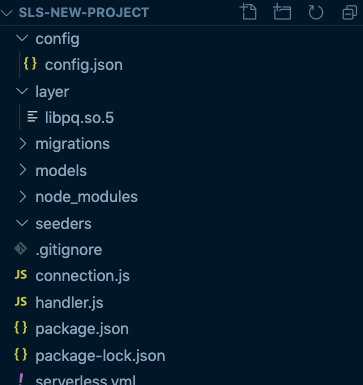 SLS-NEW-PROJECT
config
{} config.json
layer
libpq.so.5
migrations
models
node_modules
seeders
.gitignore
JS connection.js
JS handler.js
{} package.json
{} package-lock.json
! serverless.yml